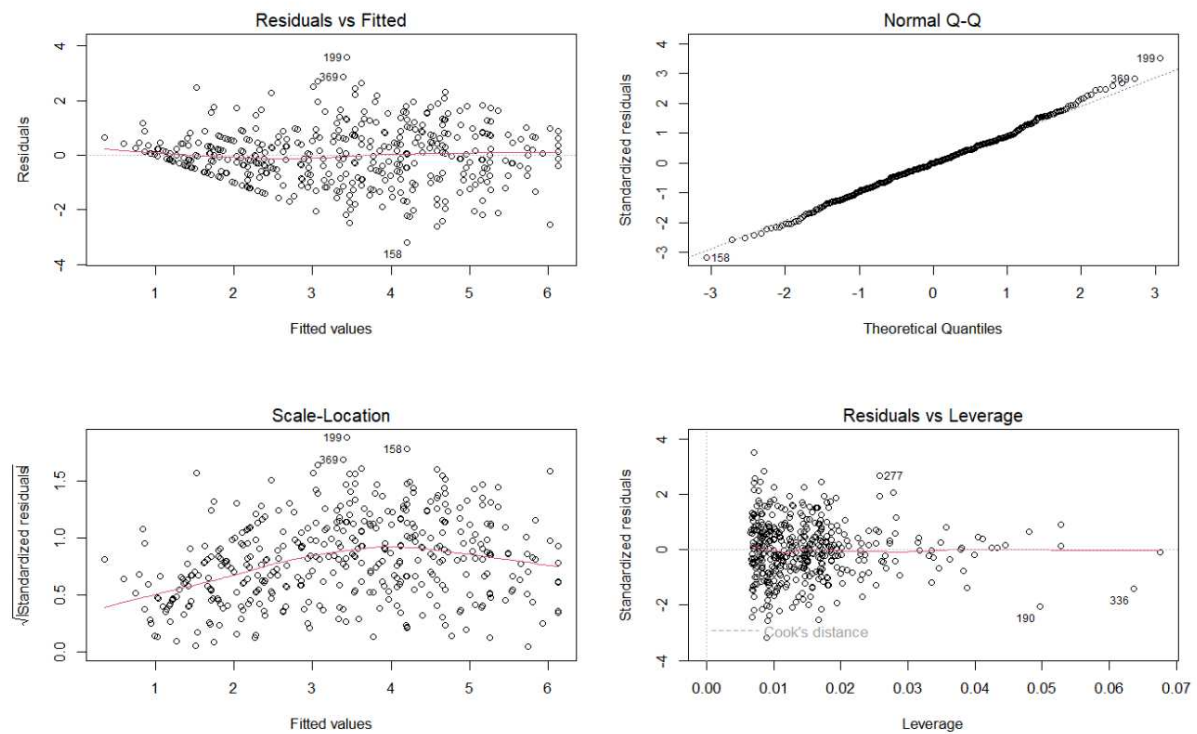 Residuals vs Fitted
Residuals
4
2
0
-2
-4
199
369
158
1 2 3 4 5 6
Fitted values
Normal Q-Q
Standardized residuals
4
3
2
1
0
-1
-2
-3
199
369
158
-3 -2 -1 0 1 2 3
Theoretical Quantiles
Scale-Location
√|Standardized residuals|
1.5
1.0
0.5
0.0
199
369
158
1 2 3 4 5 6
Fitted values
Residuals vs Leverage
Standardized residuals
4
2
0
-2
-4
277
190
336
Cook's distance
0.00 0.01 0.02 0.03 0.04 0.05 0.06 0.07
Leverage